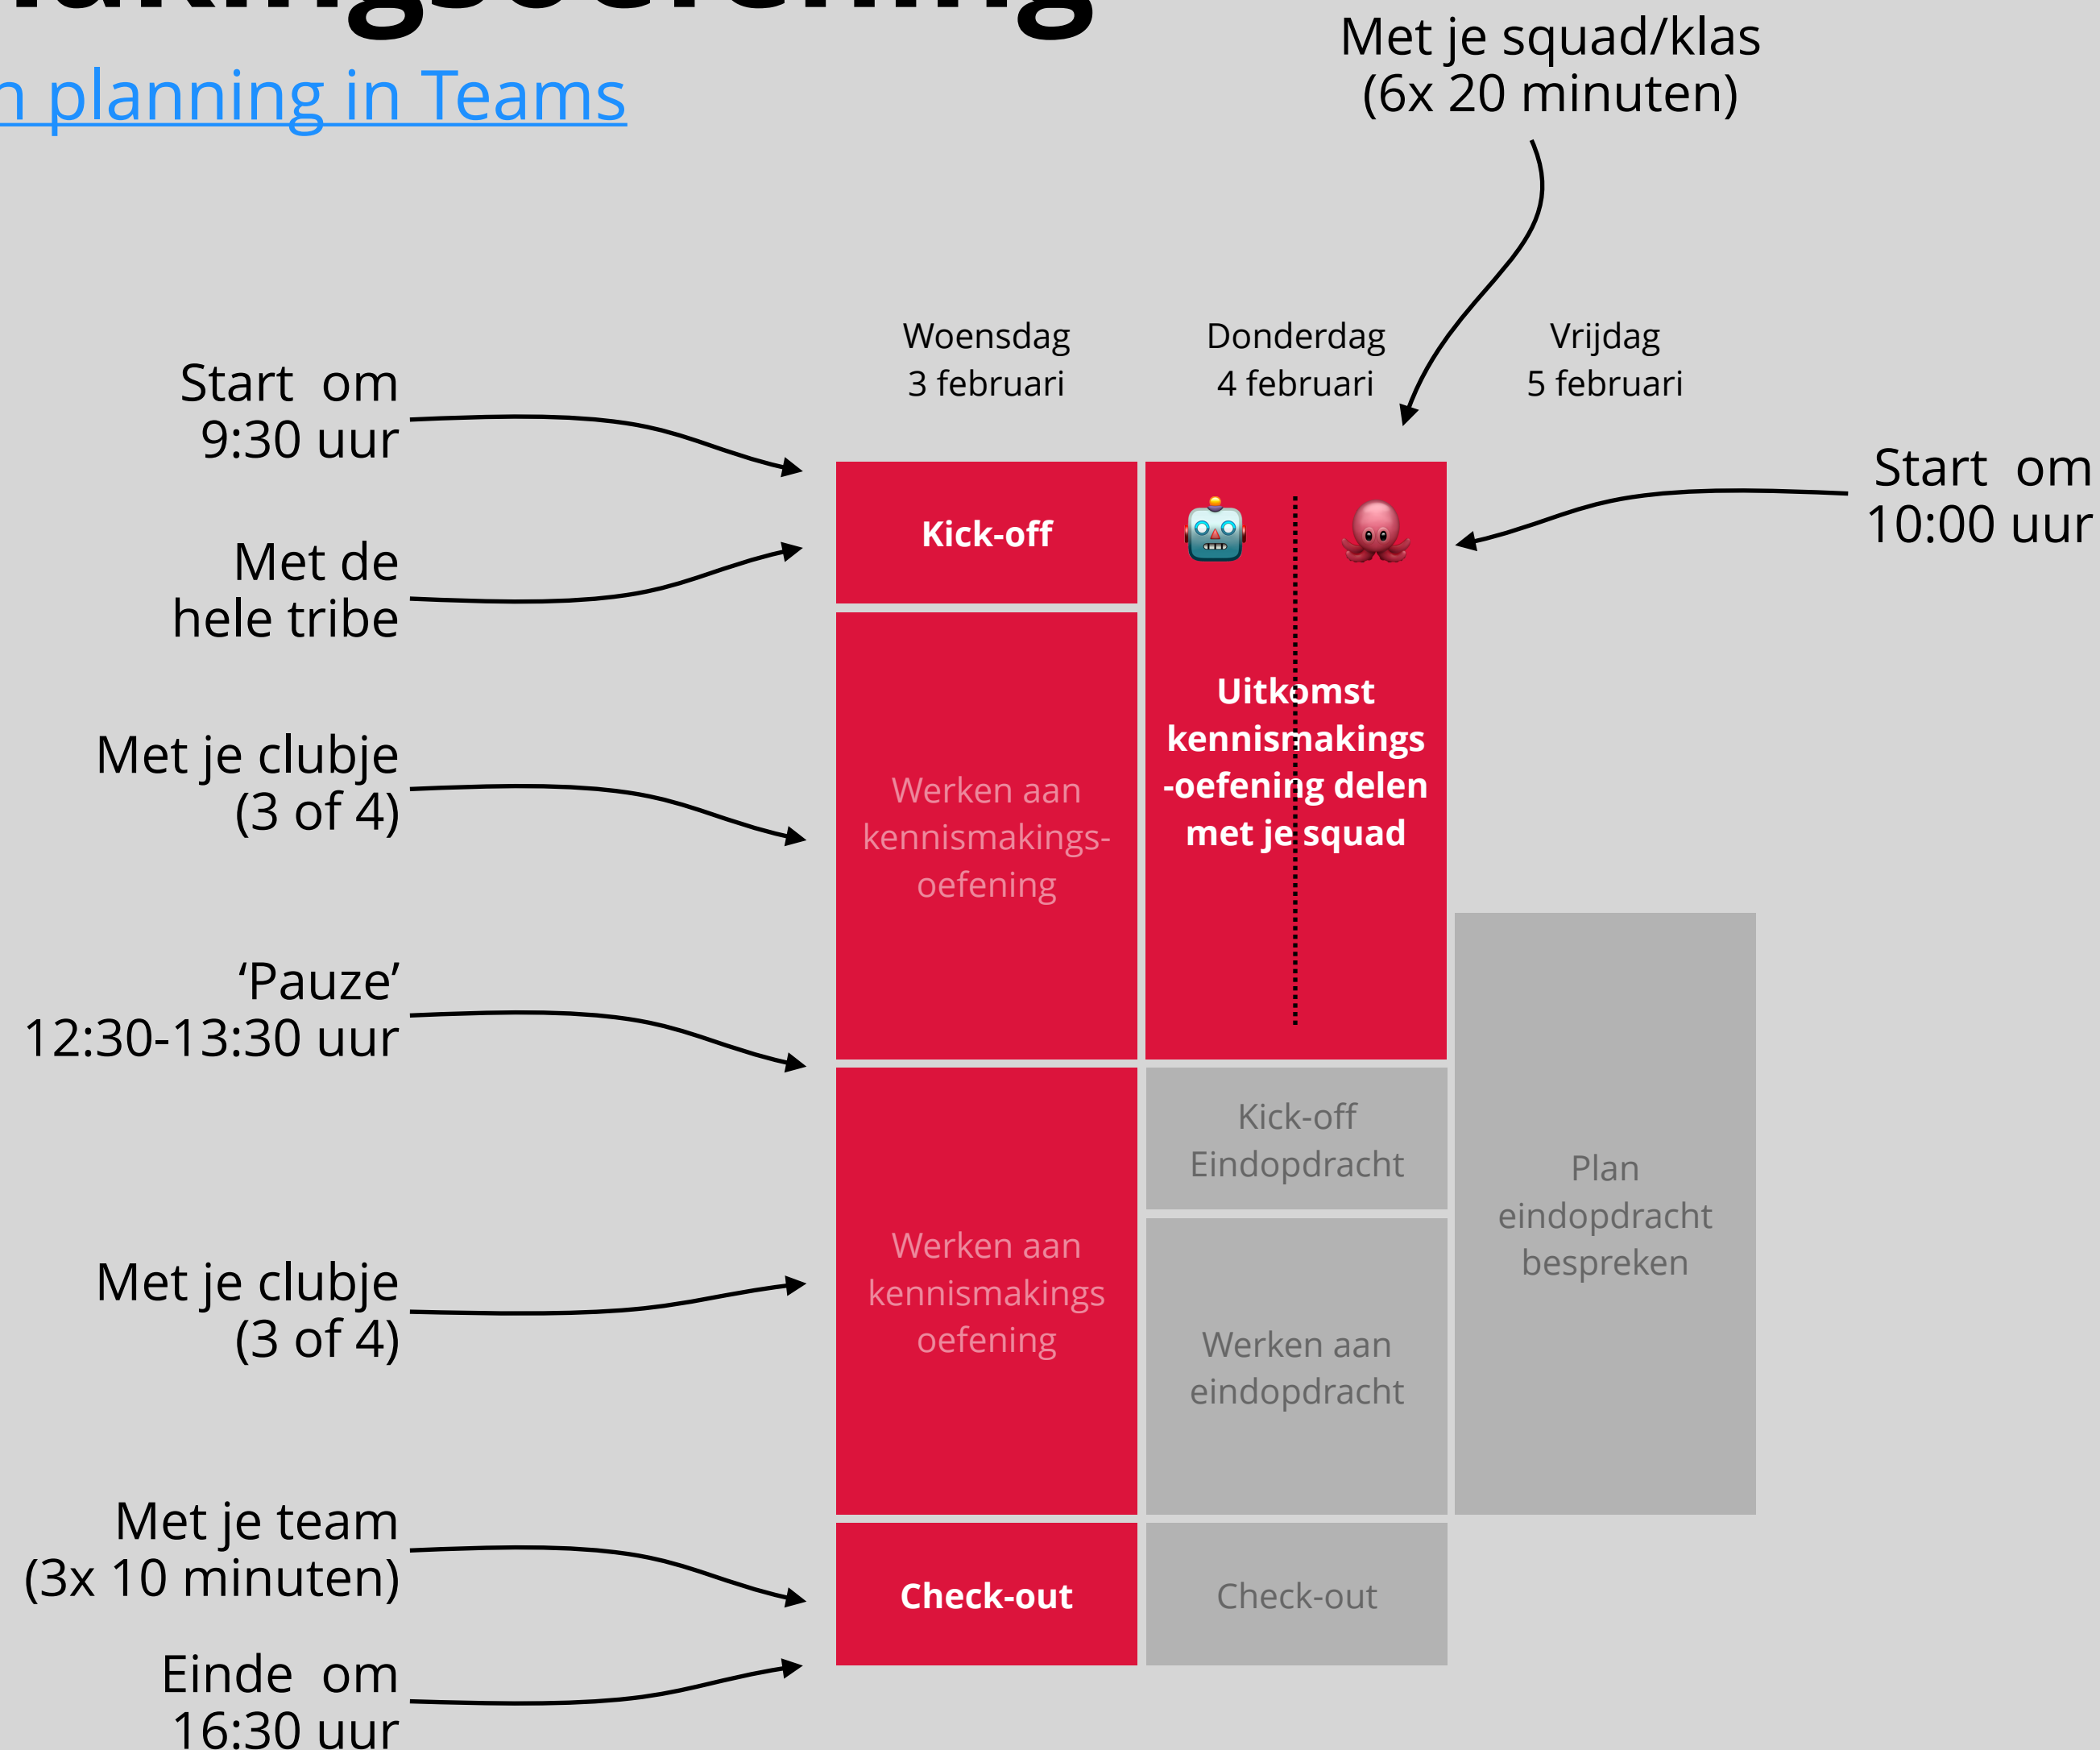 planning in Teams
Met je squad/klas
(6x 20 minuten)
Woensdag
3 februari
Donderdag
4 februari
Vrijdag
5 februari
Start om
9:30 uur
Met de
hele tribe
Met je clubje
(3 of 4)
‘Pauze’
12:30-13:30 uur
Met je clubje
(3 of 4)
Met je team
(3x 10 minuten)
Einde om
16:30 uur
Kick-off
Werken aan
kennismakings-
oefening
Werken aan
kennismakings
oefening
Check-out
Uitkomst
kennismakings
-oefening delen
met je squad
Kick-off
Eindopdracht
Werken aan
eindopdracht
Check-out
Plan
eindopdracht
bespreken
Start om
10:00 uur